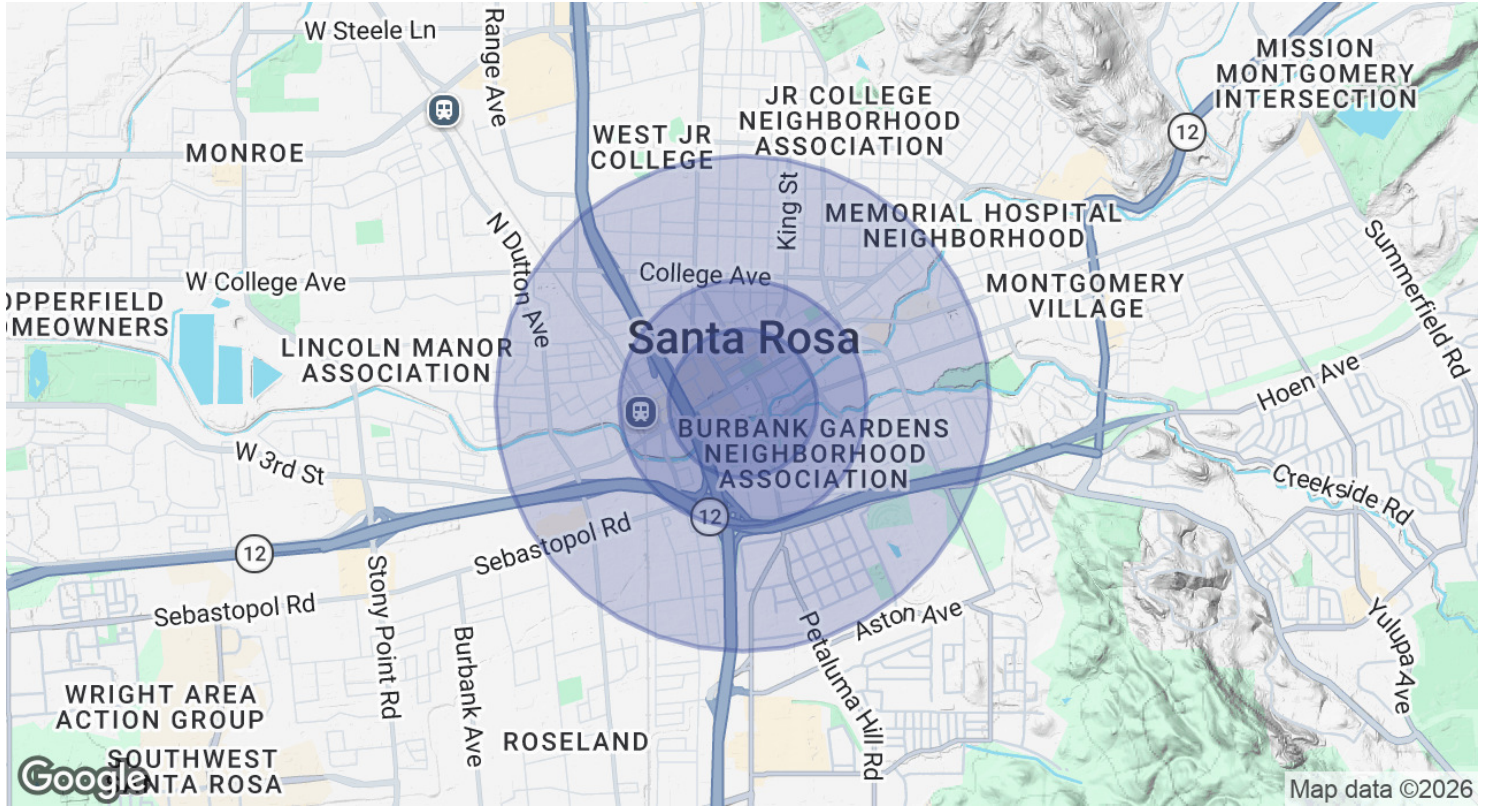 W Steele Ln
Range Ave
MISSION
MONTGOMERY
INTERSECTION
JR COLLEGE
NEIGHBORHOOD
ASSOCIATION
WEST JR
COLLEGE
12
MONROE
King St
MEMORIAL HOSPITAL
NEIGHBORHOOD
N Dutton Ave
Summerfield Rd
W College Ave
College Ave
MONTGOMERY
VILLAGE
OPPERFIELD
OMEOWNERS
Santa Rosa
LINCOLN MANOR
ASSOCIATION
Hoen Ave
BURBANK GARDENS
NEIGHBORHOOD
ASSOCIATION
W 3rd St
Creekside Rd
12
12
Sebastopol Rd
Sebastopol Rd
Stony Point Rd
Burbank Ave
Petaluma Hill Rd
Aston Ave
Yulupa Ave
WRIGHT AREA
ACTION GROUP
ROSELAND
SOUTHWEST
SANTA ROSA
Google
Map data ©2026